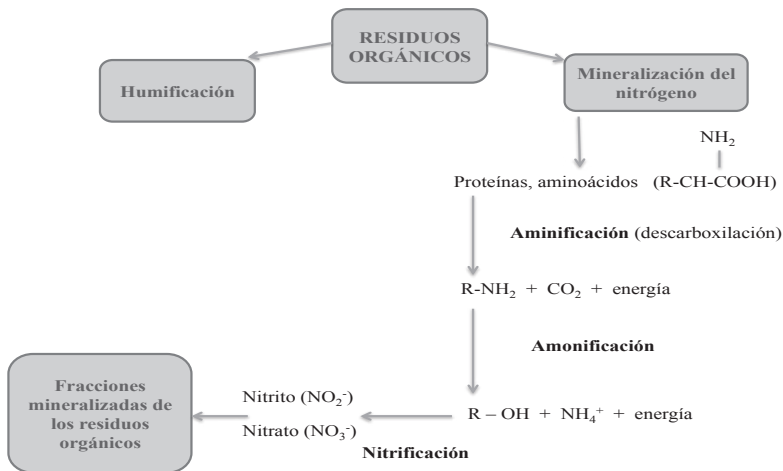 RESIDUOS
ORGÁNICOS
Humificación
Mineralización del
nitrógeno
NH₂
Proteínas, aminoácidos (R-CH-COOH)
Aminificación (descarboxilación)
R-NH₂ + CO₂ + energía
Amonificación
R – OH + NH₄⁺ + energía
Nitrito (NO₂⁻)
Nitrato (NO₃⁻)
Nitrificación
Fracciones
mineralizadas de
los residuos
orgánicos